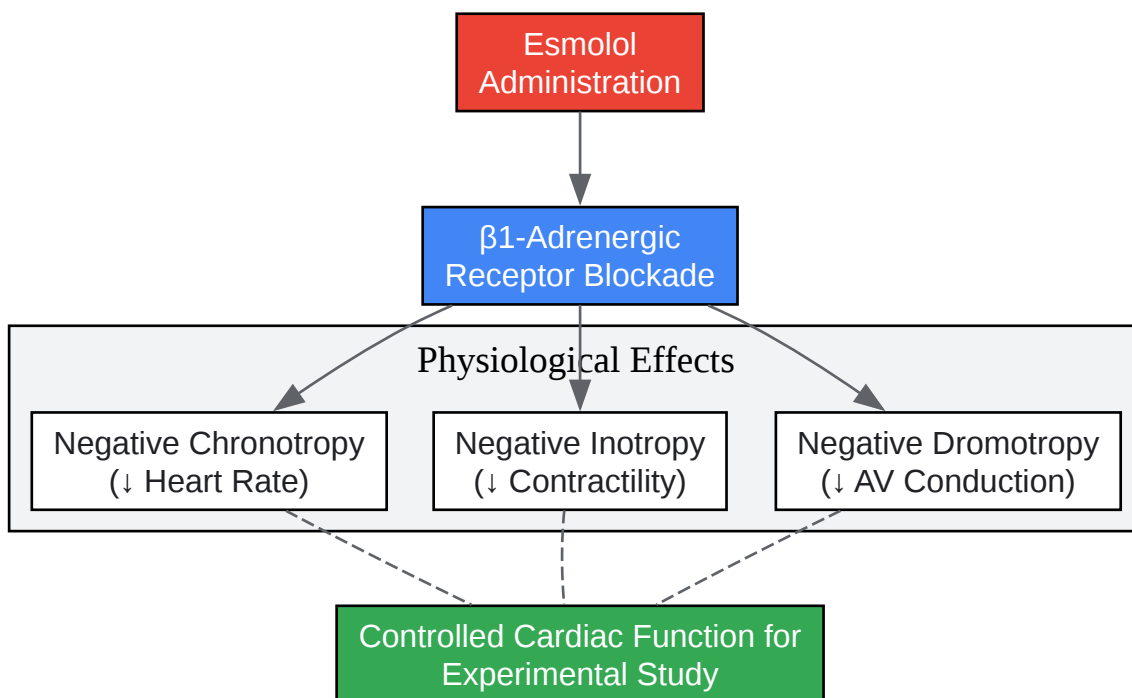 Esmolol
Administration
β1-Adrenergic
Receptor Blockade
Physiological Effects
Negative Chronotropy
(↓ Heart Rate)
Negative Inotropy
(↓ Contractility)
Negative Dromotropy
(↓ AV Conduction)
Controlled Cardiac Function for
Experimental Study